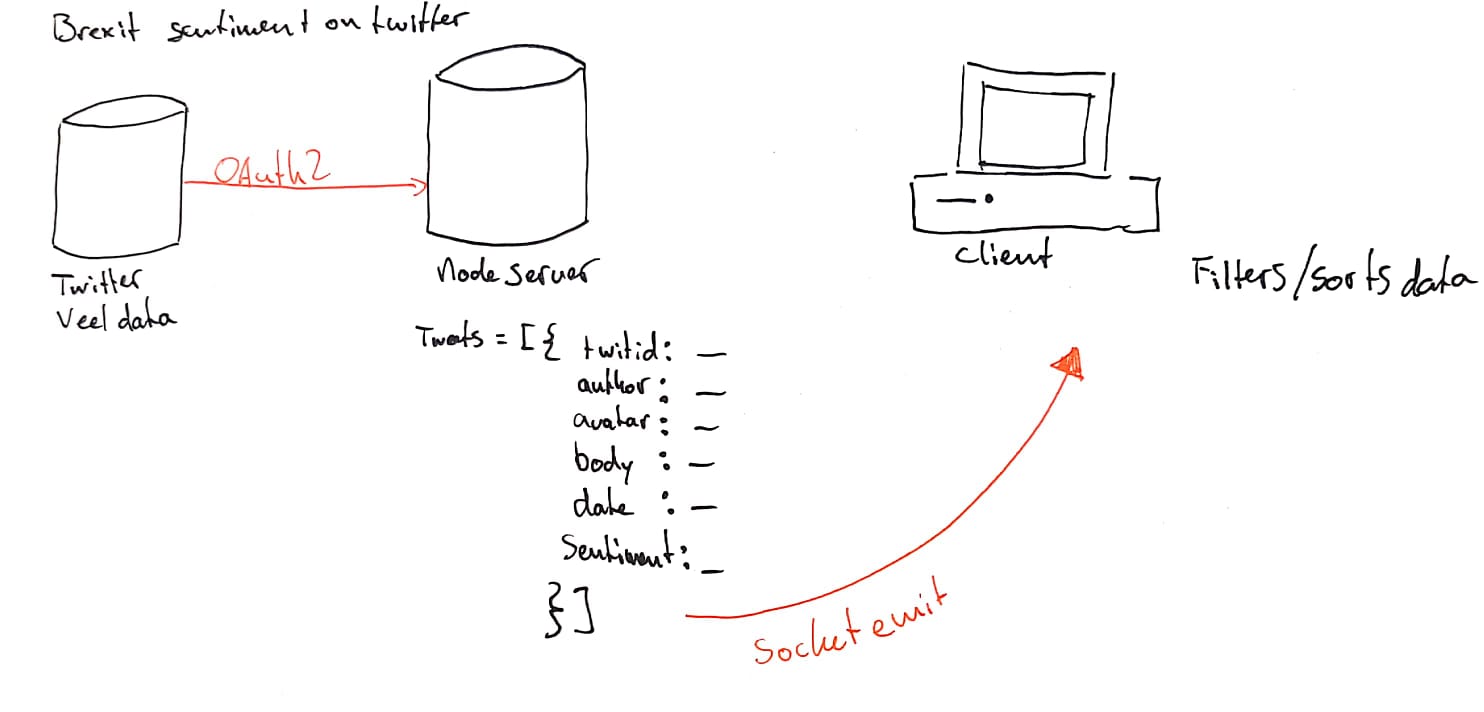 Brexit sentiment on twitter
OAuth2
Twitter
Veel data
Node server
client
Filters/sorts data
Tweets = [{ twitid: _
author: _
avatar: _
body : _
date : _
Sentiment: _
}]
Socket emit